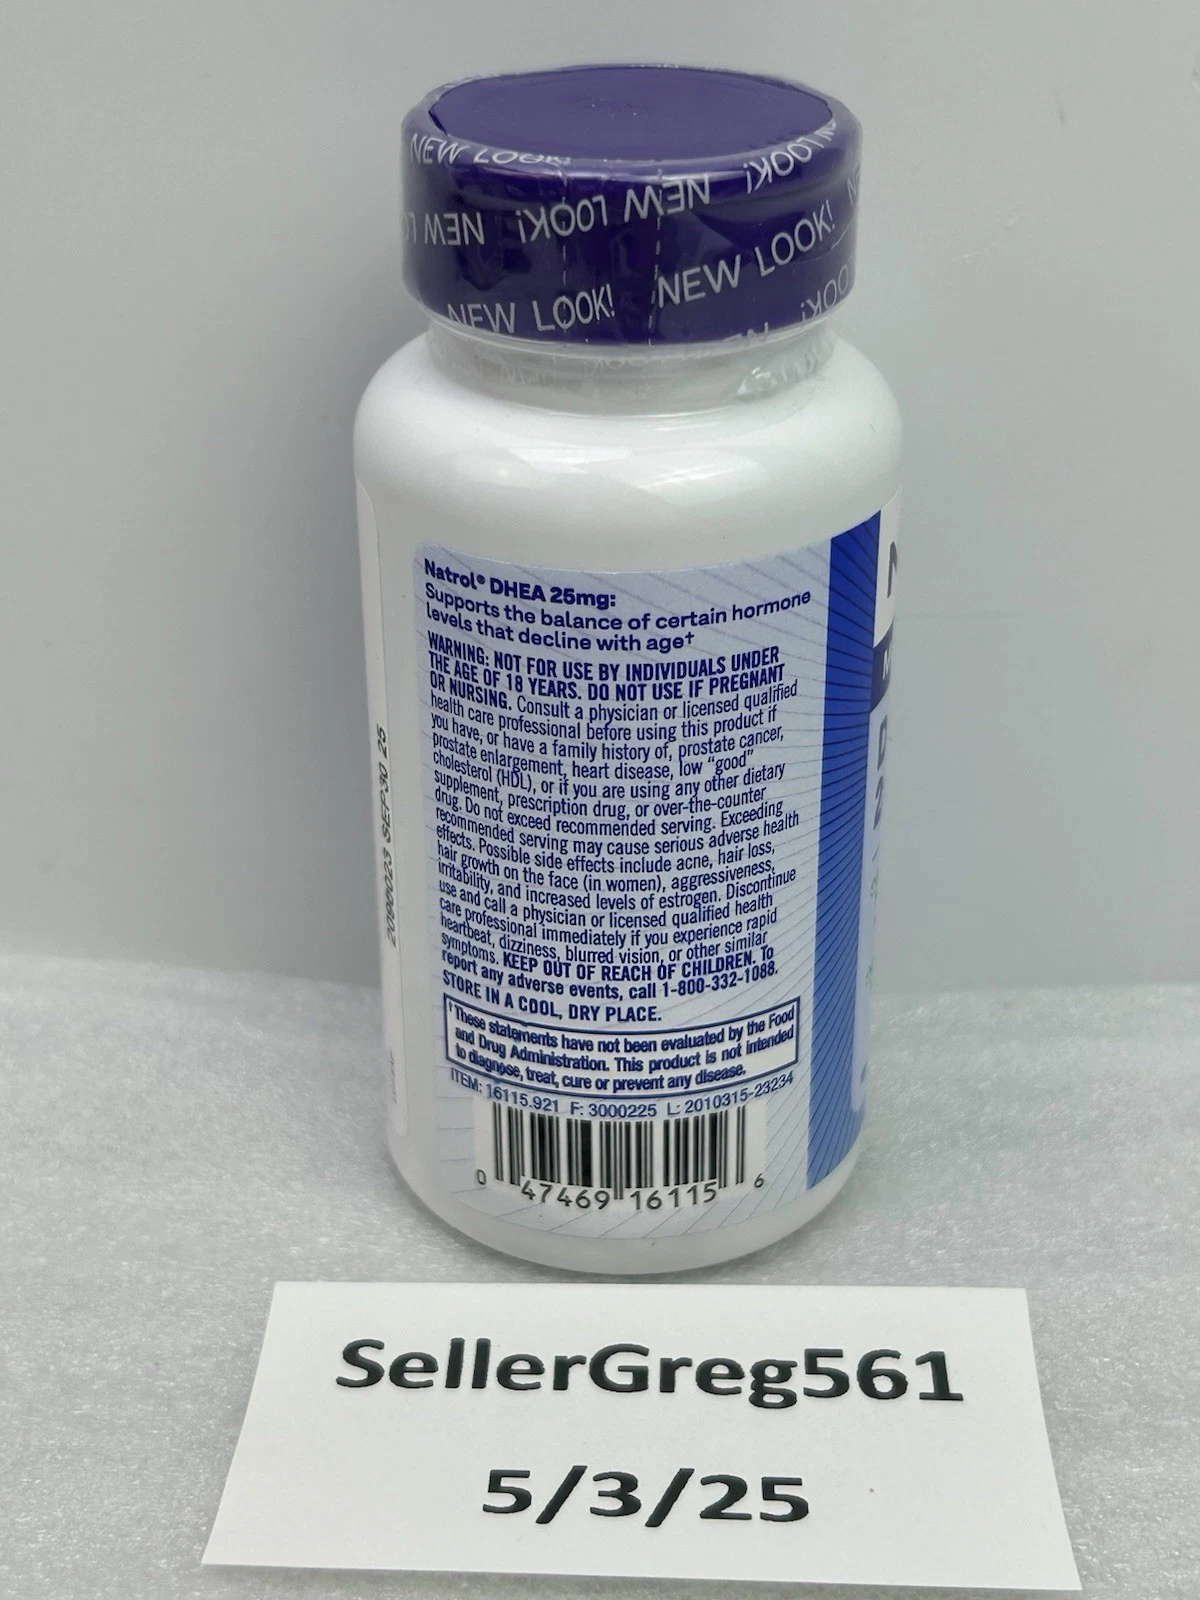 NEW LOOK!
NEW LOOK!
NEW LOOK!
NEW LOOK!
NEW LOOK!
Natrol® DHEA 25mg:
Supports the balance of certain hormone
levels that decline with age†
WARNING: NOT FOR USE BY INDIVIDUALS UNDER
THE AGE OF 18 YEARS. DO NOT USE IF PREGNANT
OR NURSING. Consult a physician or licensed qualified
health care professional before using this product if
you have, or have a family history of, prostate cancer,
prostate enlargement, heart disease, low "good"
cholesterol (HDL), or if you are using any other dietary
supplement, prescription drug, or over-the-counter
drug. Do not exceed recommended serving. Exceeding
recommended serving may cause serious adverse health
effects. Possible side effects include acne, hair loss,
hair growth on the face (in women), aggressiveness,
irritability, and increased levels of estrogen. Discontinue
use and call a physician or licensed qualified health
care professional immediately if you experience rapid
heartbeat, dizziness, blurred vision, or other similar
symptoms. KEEP OUT OF REACH OF CHILDREN. To
report any adverse events, call 1-800-332-1088.
STORE IN A COOL, DRY PLACE.
†These statements have not been evaluated by the Food
and Drug Administration. This product is not intended
to diagnose, treat, cure or prevent any disease.
ITEM: 16115.921 F: 3000225 L: 2010315-23234
0 47469 16115 6
SEP 30 25
SellerGreg561
5/3/25